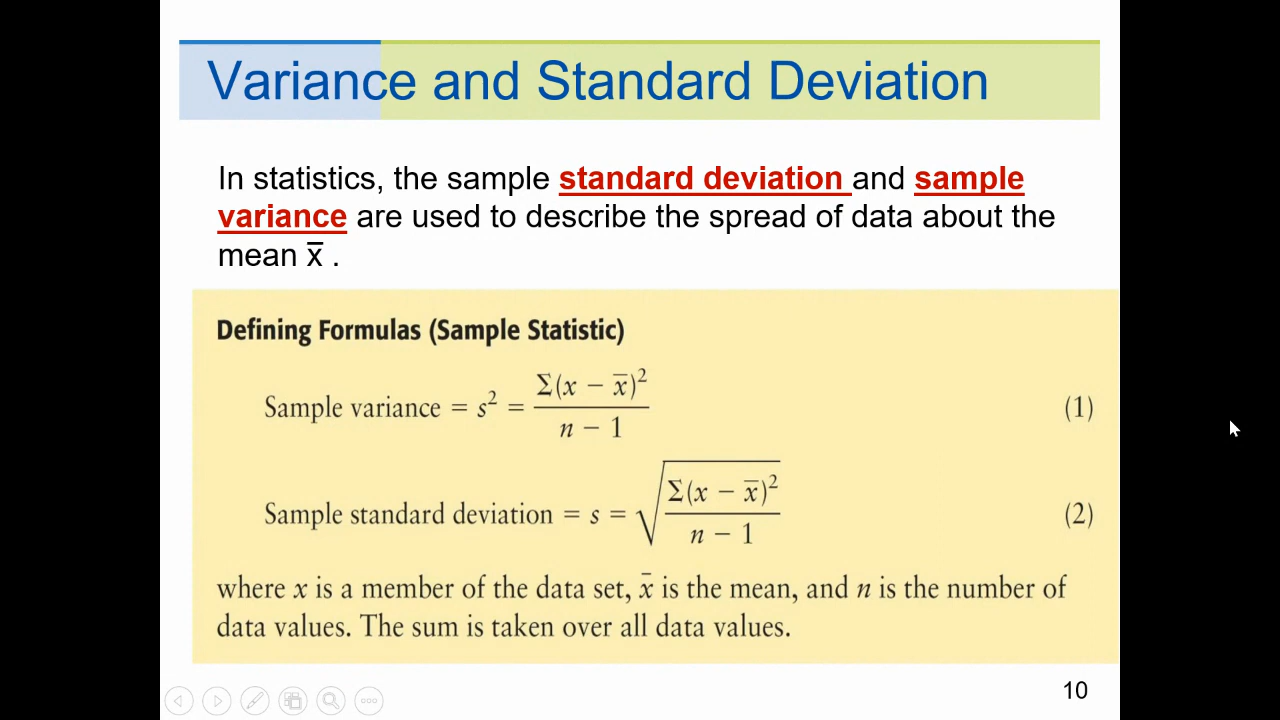 Variance and Standard Deviation
In statistics, the sample standard deviation and sample
variance are used to describe the spread of data about the
mean x̅ .
Defining Formulas (Sample Statistic)
Sample variance = s² = Σ(x − x̅)² / n − 1 (1)
Sample standard deviation = s = √(Σ(x − x̅)² / n − 1) (2)
where x is a member of the data set, x̅ is the mean, and n is the number of
data values. The sum is taken over all data values.
10